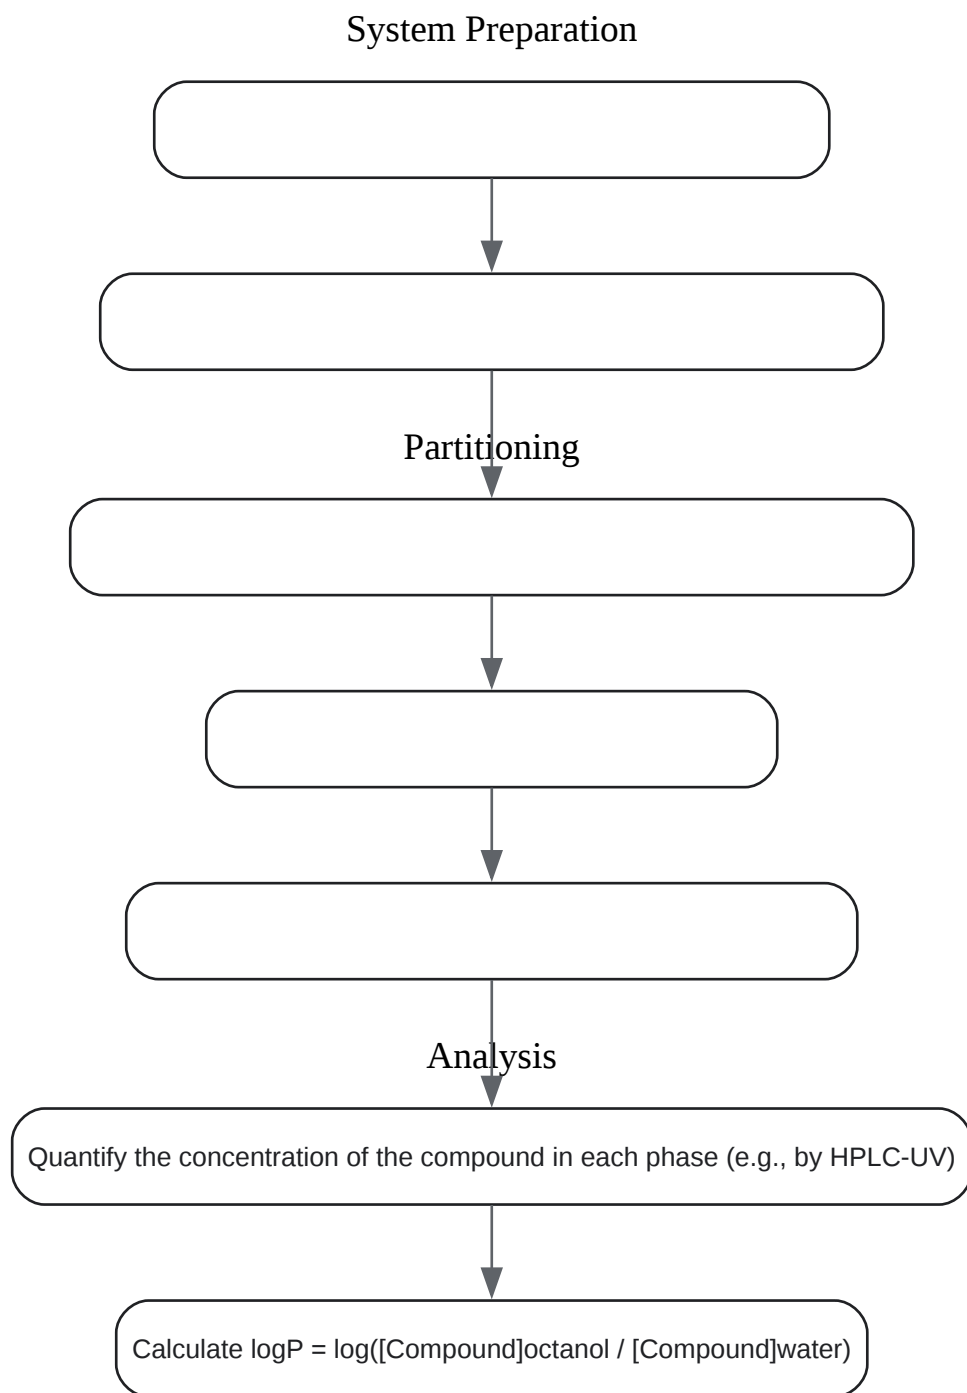 System Preparation
Partitioning
Analysis
Quantify the concentration of the compound in each phase (e.g., by HPLC-UV)
Calculate logP = log([Compound]octanol / [Compound]water)